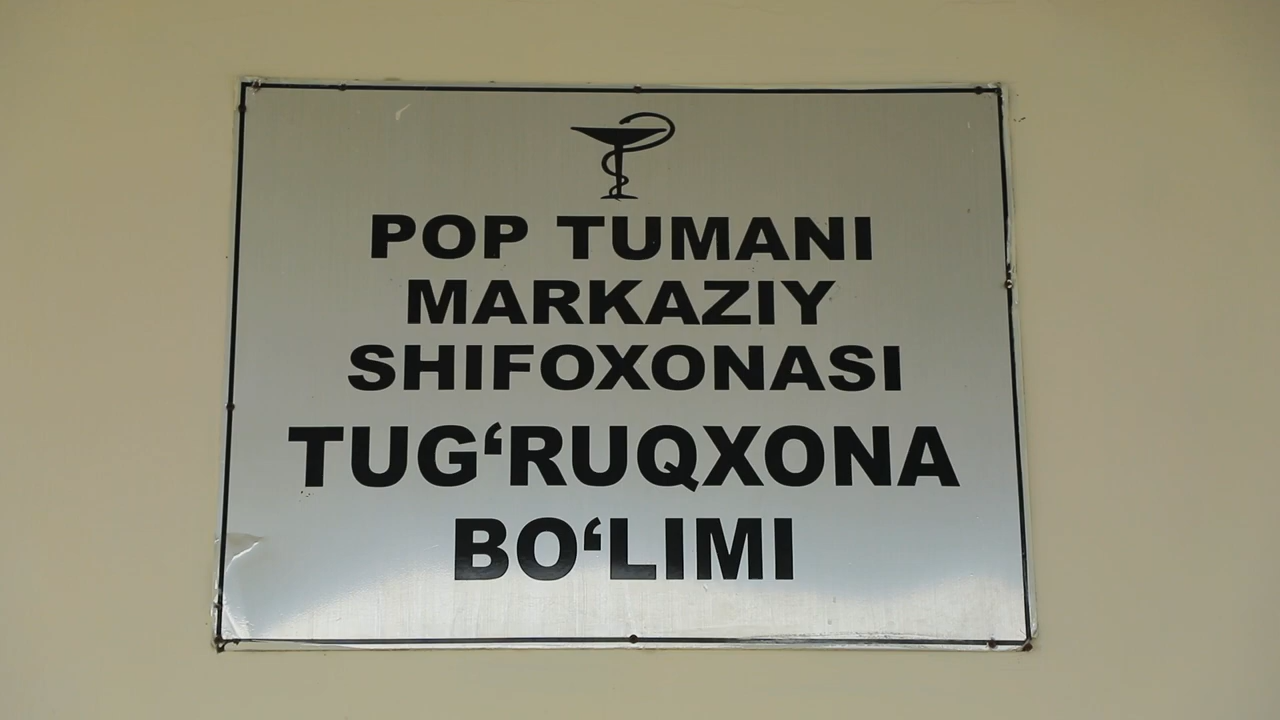 POP TUMANI
MARKAZIY
SHIFOXONASI
TUG‘RUQXONA
BO‘LIMI